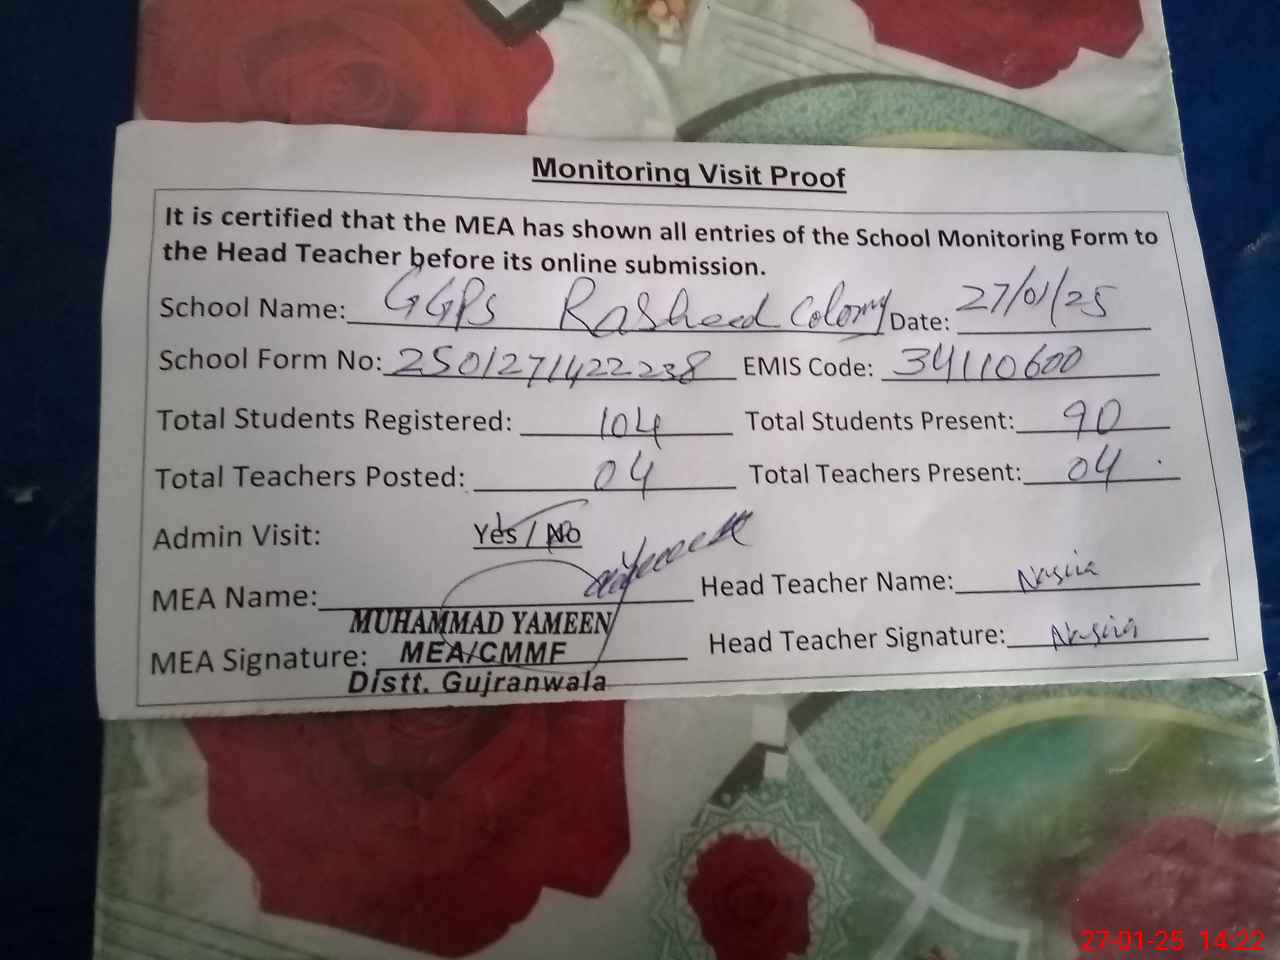 Monitoring Visit Proof
It is certified that the MEA has shown all entries of the School Monitoring Form to
the Head Teacher before its online submission.
School Name: GGPS Rasheed Colony Date: 27/01/25
School Form No: 2501271422238 EMIS Code: 34110600
Total Students Registered: 104 Total Students Present: 90
Total Teachers Posted: 04 Total Teachers Present: 04
Admin Visit: Yes / No
MEA Name: Head Teacher Name:
MUHAMMAD YAMEEN
MEA Signature: MEA/CMMF Head Teacher Signature:
Distt. Gujranwala
27-01-25 14:22